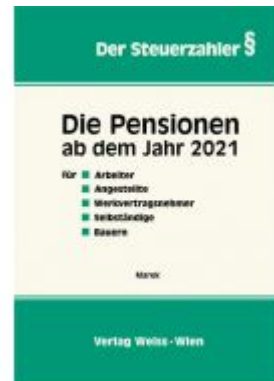 Der Steuerzahler §
Die Pensionen
ab dem Jahr 2021
für ■ Arbeiter
■ Angestellte
■ Werkvertragsnehmer
■ Selbständige
■ Bauern
Marek
Verlag Weiss-Wien